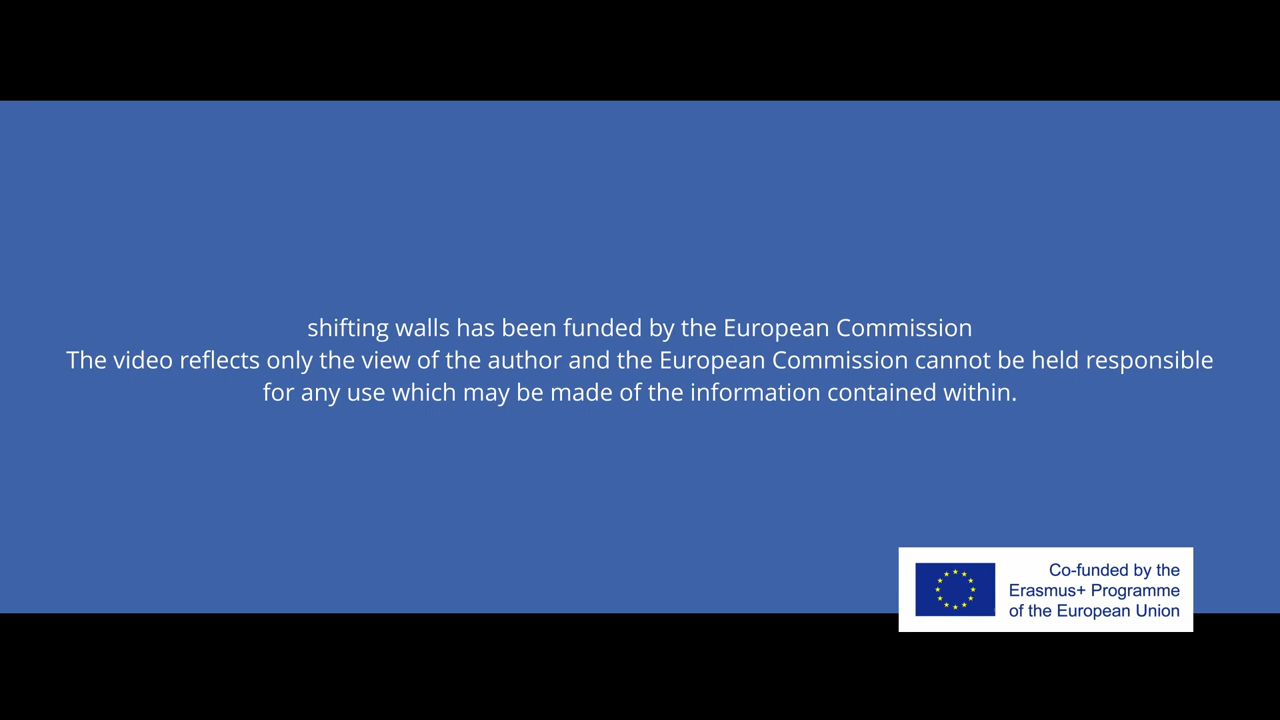 shifting walls has been funded by the European Commission
The video reflects only the view of the author and the European Commission cannot be held responsible
for any use which may be made of the information contained within.
Co-funded by the
Erasmus+ Programme
of the European Union